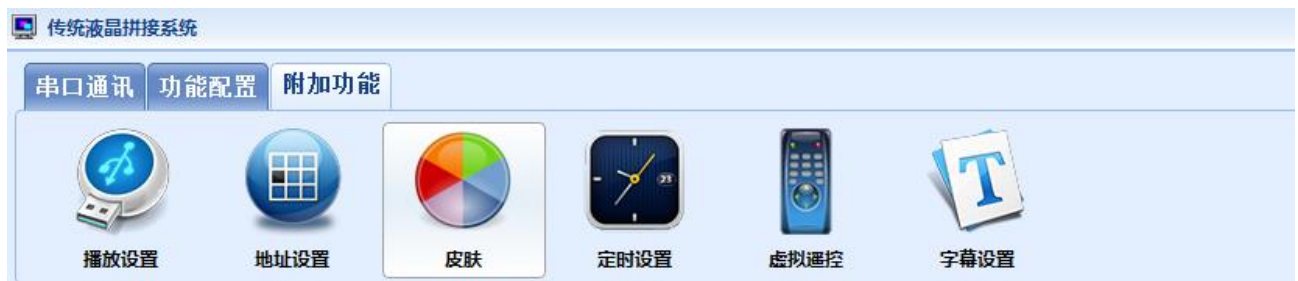 传统液晶拼接系统
串口通讯 功能配置 附加功能
23
T
播放设置 地址设置 皮肤 定时设置 虚拟遥控 字幕设置